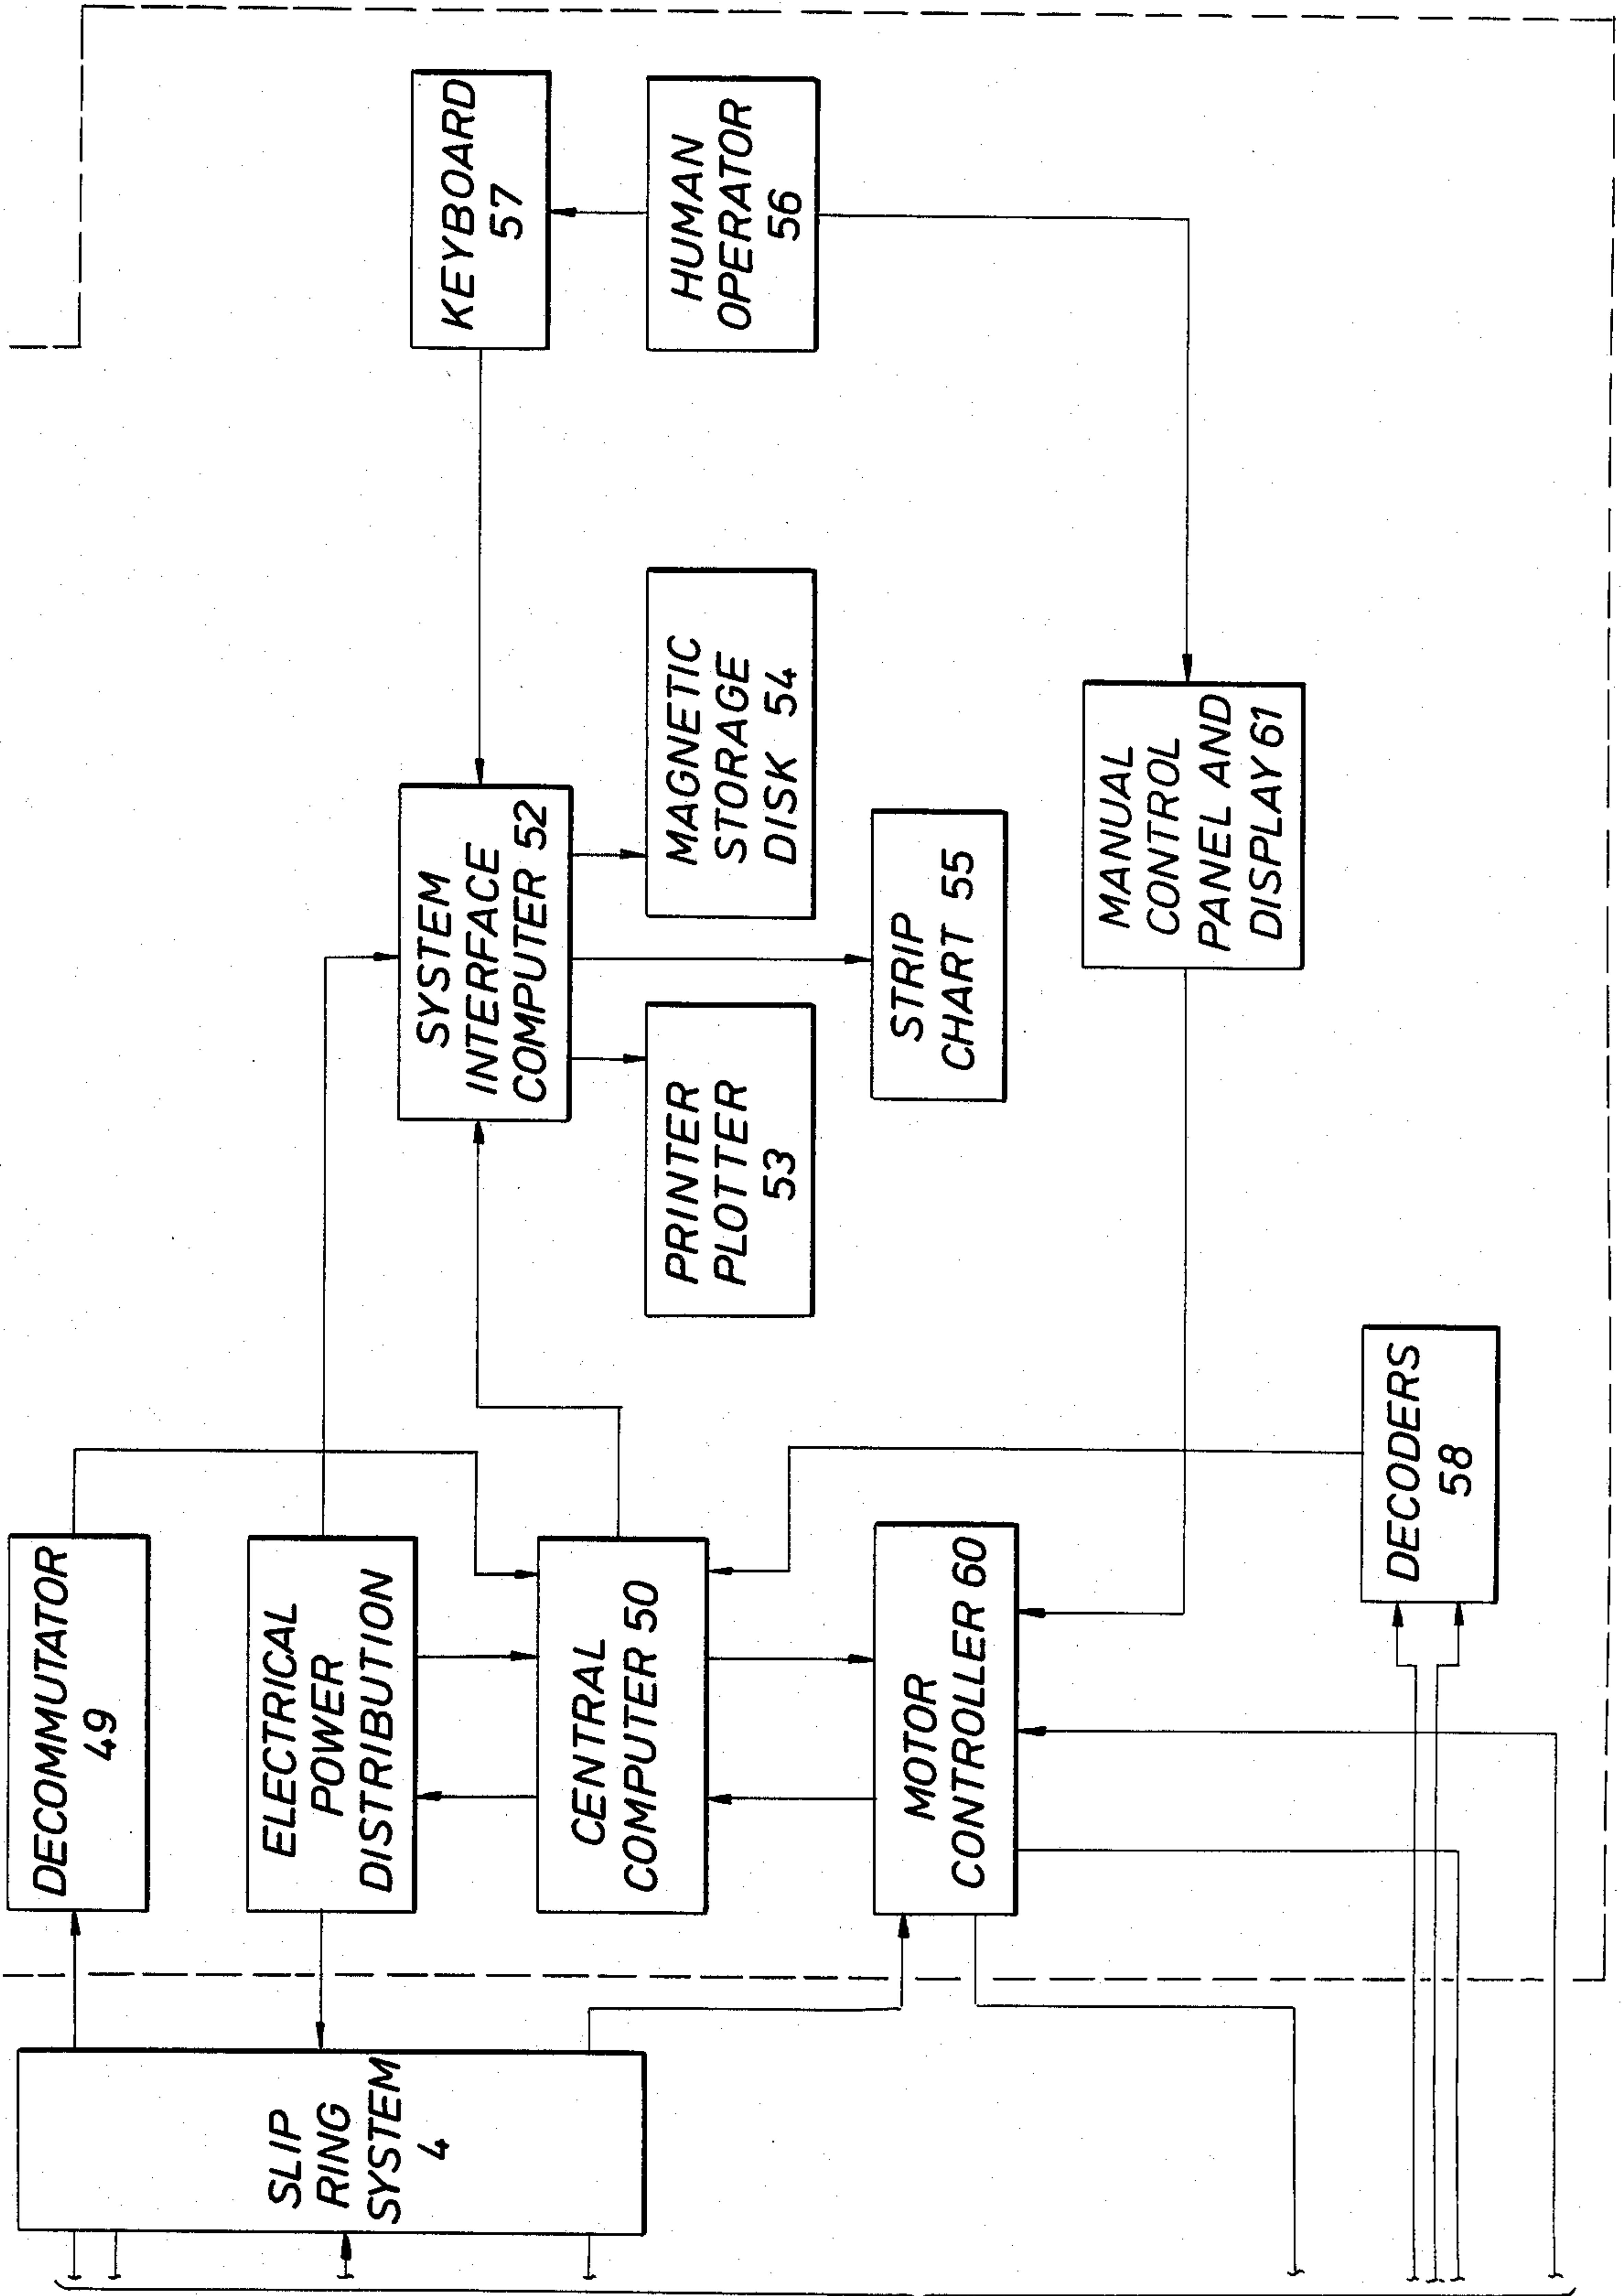 SLIP
RING
SYSTEM
4
DECOMMUTATOR
49
ELECTRICAL
POWER
DISTRIBUTION
CENTRAL
COMPUTER 50
MOTOR
CONTROLLER 60
DECODERS
58
SYSTEM
INTERFACE
COMPUTER 52
PRINTER
PLOTTER
53
MAGNETIC
STORAGE
DISK 54
STRIP
CHART 55
MANUAL
CONTROL
PANEL AND
DISPLAY 61
KEYBOARD
57
HUMAN
OPERATOR
56